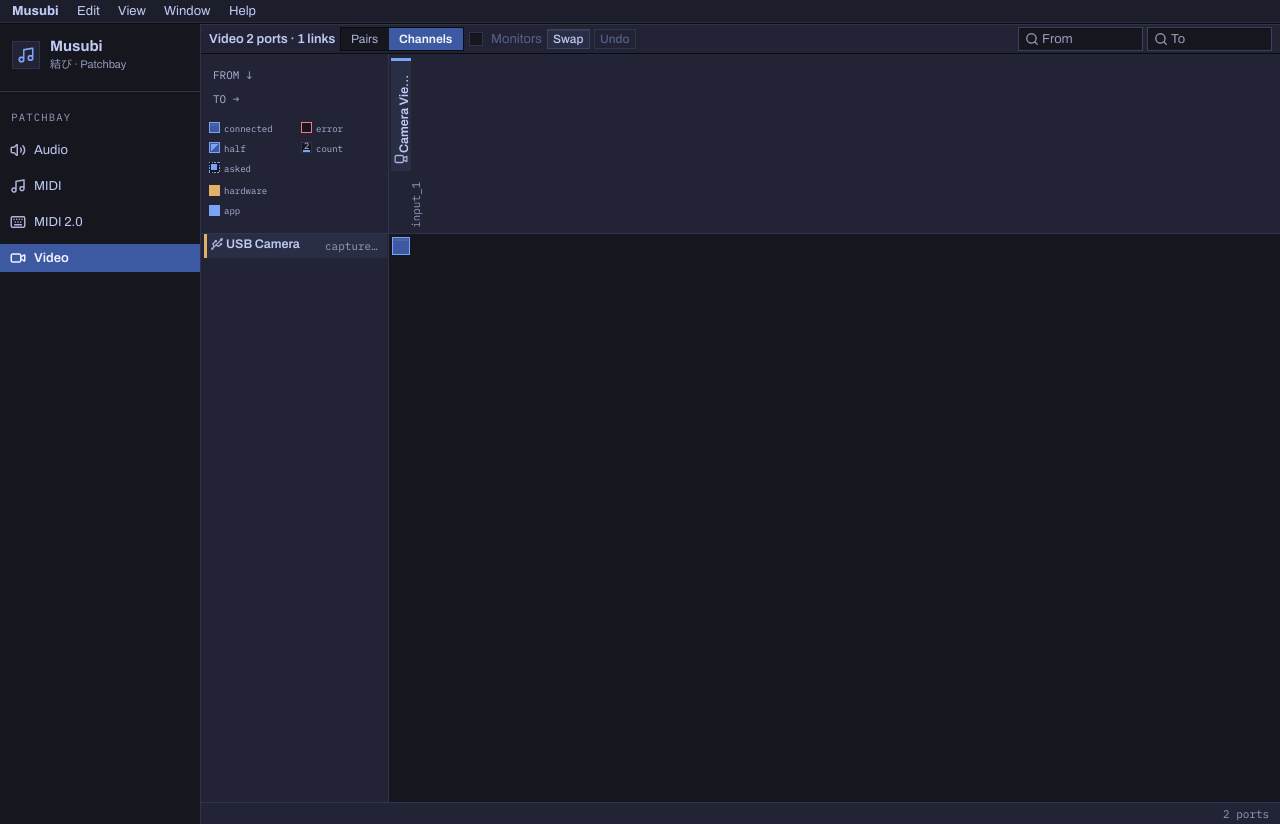 Musubi Edit View Window Help
Musubi
結び · Patchbay
PATCHBAY
Audio
MIDI
MIDI 2.0
Video
Video 2 ports · 1 links Pairs Channels Monitors Swap Undo From To
FROM ↓
TO →
connected error
half 2 count
asked
hardware
app
Camera Vie…
input_1
USB Camera capture…
2 ports